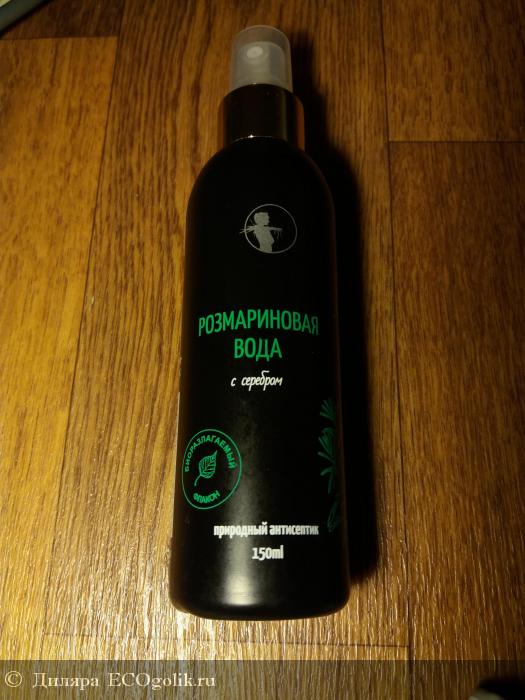 РОЗМАРИНОВАЯ
ВОДА
с серебром
БИОРАЗЛАГАЕМЫЙ
ФЛАКОН
природный антисептик
150ml
© Диляра ECOgolik.ru